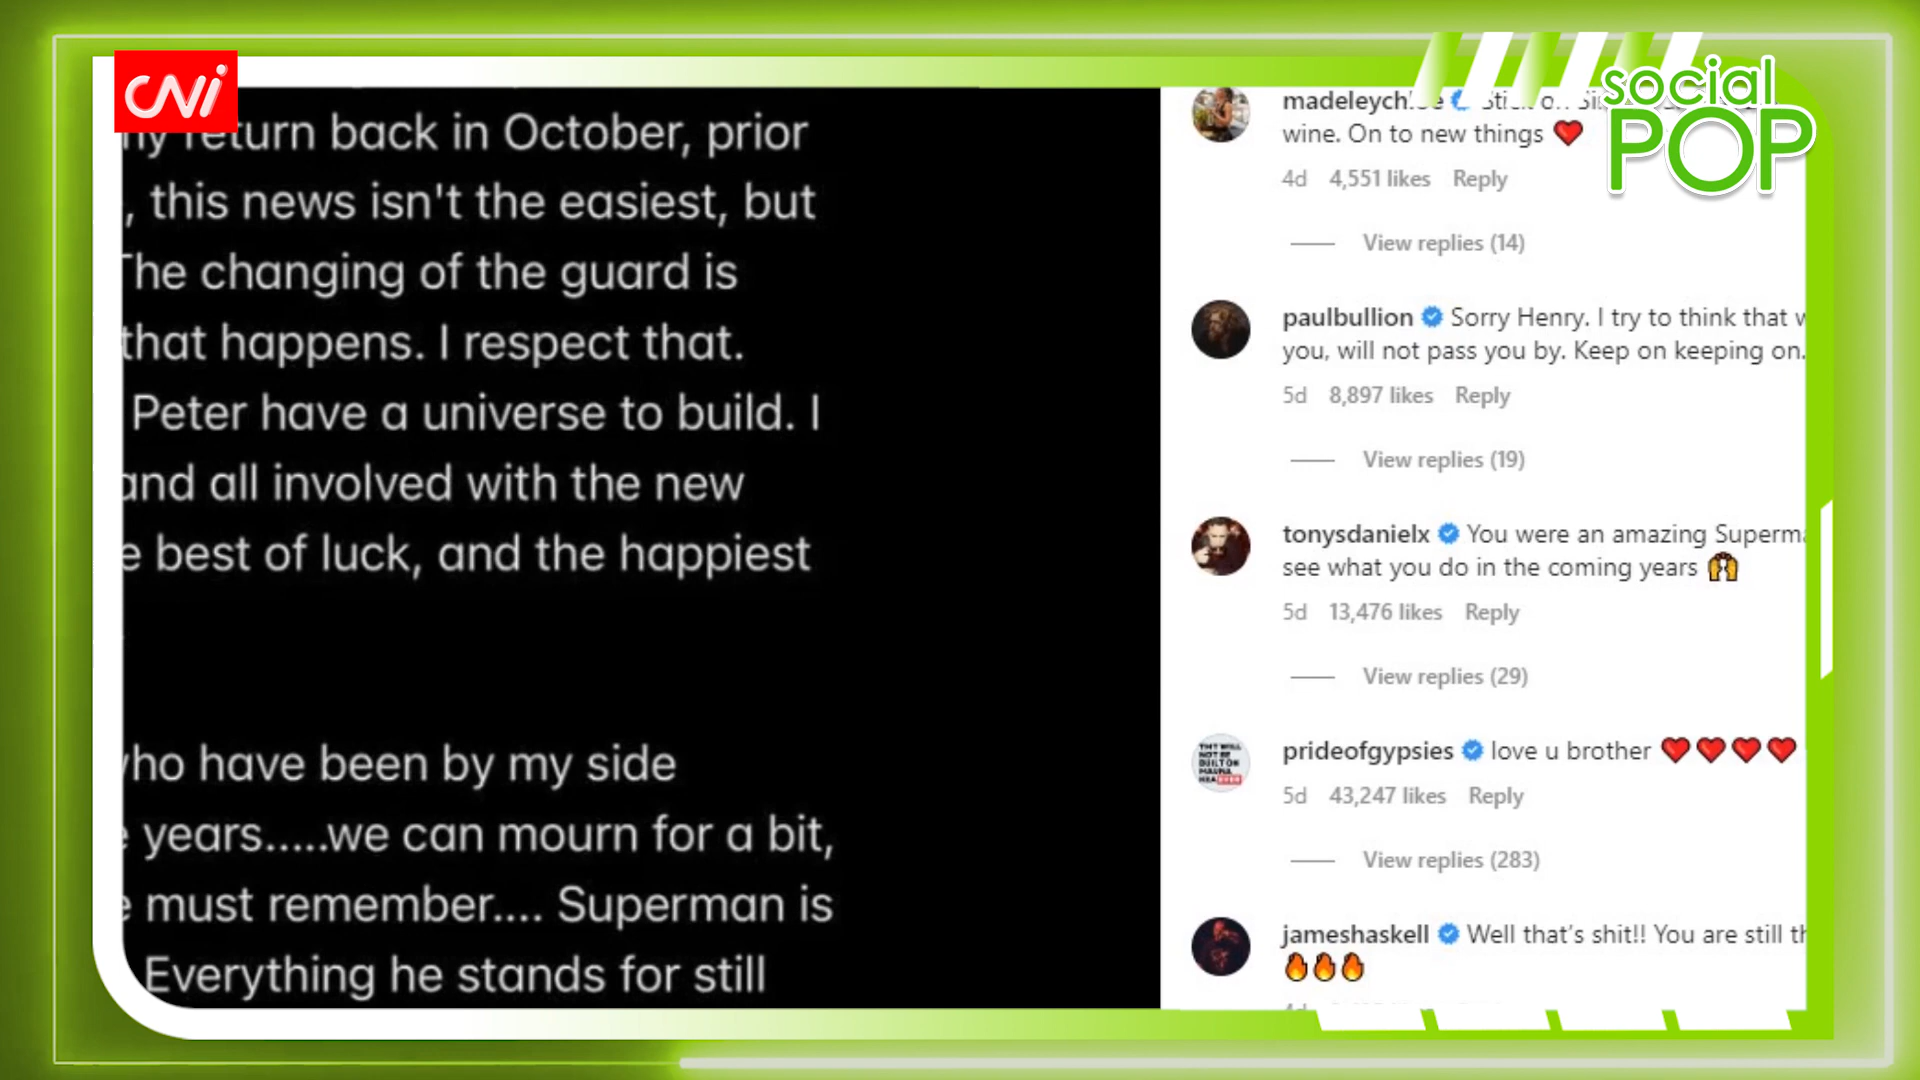 CNi
social
POP
return back in October, prior
, this news isn't the easiest, but
The changing of the guard is
that happens. I respect that.
Peter have a universe to build. I
and all involved with the new
e best of luck, and the happiest
who have been by my side
years.....we can mourn for a bit,
e must remember.... Superman is
Everything he stands for still
wine. On to new things ❤️
4d 4,551 likes Reply
View replies (14)
paulbullion Sorry Henry. I try to think that w
you, will not pass you by. Keep on keeping on.
5d 8,897 likes Reply
View replies (19)
tonysdanielx You were an amazing Superma
see what you do in the coming years 🙌
5d 13,476 likes Reply
View replies (29)
prideofgypsies love u brother ❤️❤️❤️❤️
5d 43,247 likes Reply
View replies (283)
jameshaskell Well that's shit!! You are still th
🔥🔥🔥